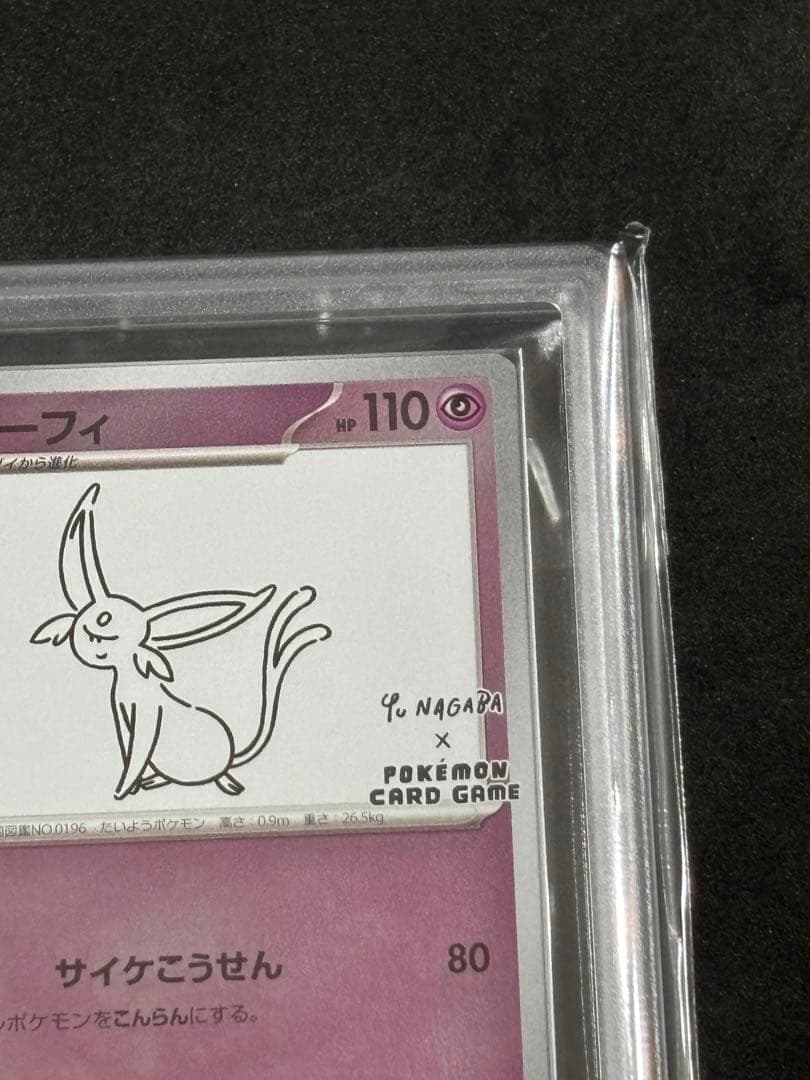 ーフィ HP 110
イから進化
Yu NAGABA
×
POKÉMON
CARD GAME
図鑑NO.0196 たいようポケモン 高さ：0.9m 重さ：26.5kg
サイケこうせん 80
ポケモンをこんらんにする。